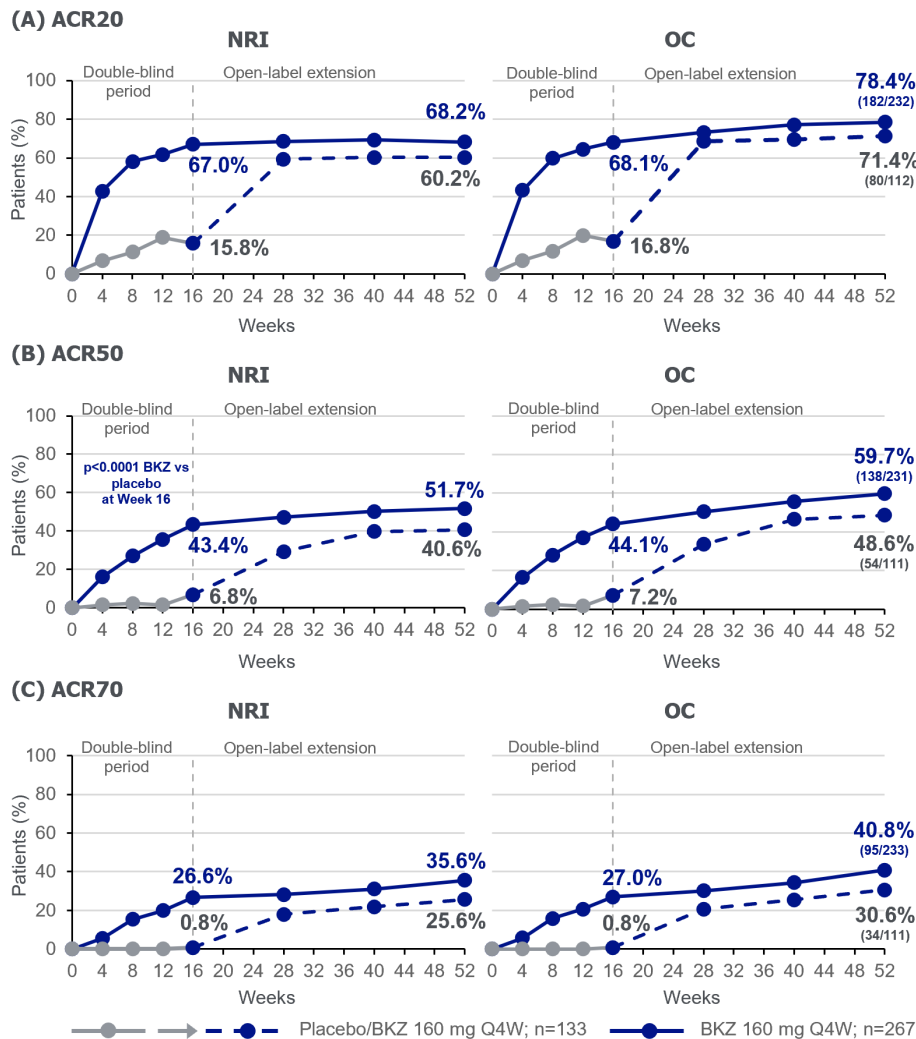 (A) ACR20
NRI
OC
Double-blind
period
Open-label extension
Double-blind
period
Open-label extension
Patients (%)
100
80
60
40
20
0
68.2%
67.0%
60.2%
15.8%
0 4 8 12 16 20 24 28 32 36 40 44 48 52
Weeks
78.4%
(182/232)
68.1%
71.4%
(80/112)
16.8%
0 4 8 12 16 20 24 28 32 36 40 44 48 52
Weeks
(B) ACR50
NRI
OC
Double-blind
period
Open-label extension
Double-blind
period
Open-label extension
Patients (%)
100
80
60
40
20
0
p<0.0001 BKZ vs
placebo
at Week 16
51.7%
43.4%
40.6%
6.8%
0 4 8 12 16 20 24 28 32 36 40 44 48 52
Weeks
59.7%
(138/231)
44.1%
48.6%
(54/111)
7.2%
0 4 8 12 16 20 24 28 32 36 40 44 48 52
Weeks
(C) ACR70
NRI
OC
Double-blind
period
Open-label extension
Double-blind
period
Open-label extension
Patients (%)
100
80
60
40
20
0
26.6%
35.6%
0.8%
25.6%
0 4 8 12 16 20 24 28 32 36 40 44 48 52
Weeks
40.8%
(95/233)
27.0%
0.8%
30.6%
(34/111)
0 4 8 12 16 20 24 28 32 36 40 44 48 52
Weeks
Placebo/BKZ 160 mg Q4W; n=133
BKZ 160 mg Q4W; n=267